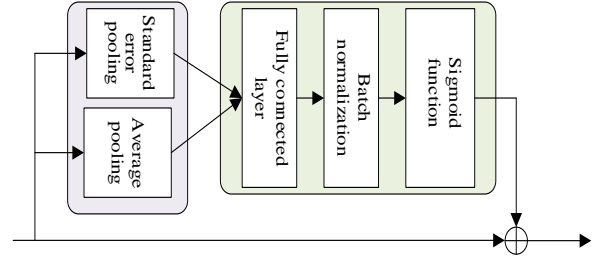 Standard
error
pooling
Average
pooling
Fully connected
layer
Batch
normalization
Sigmoid
function